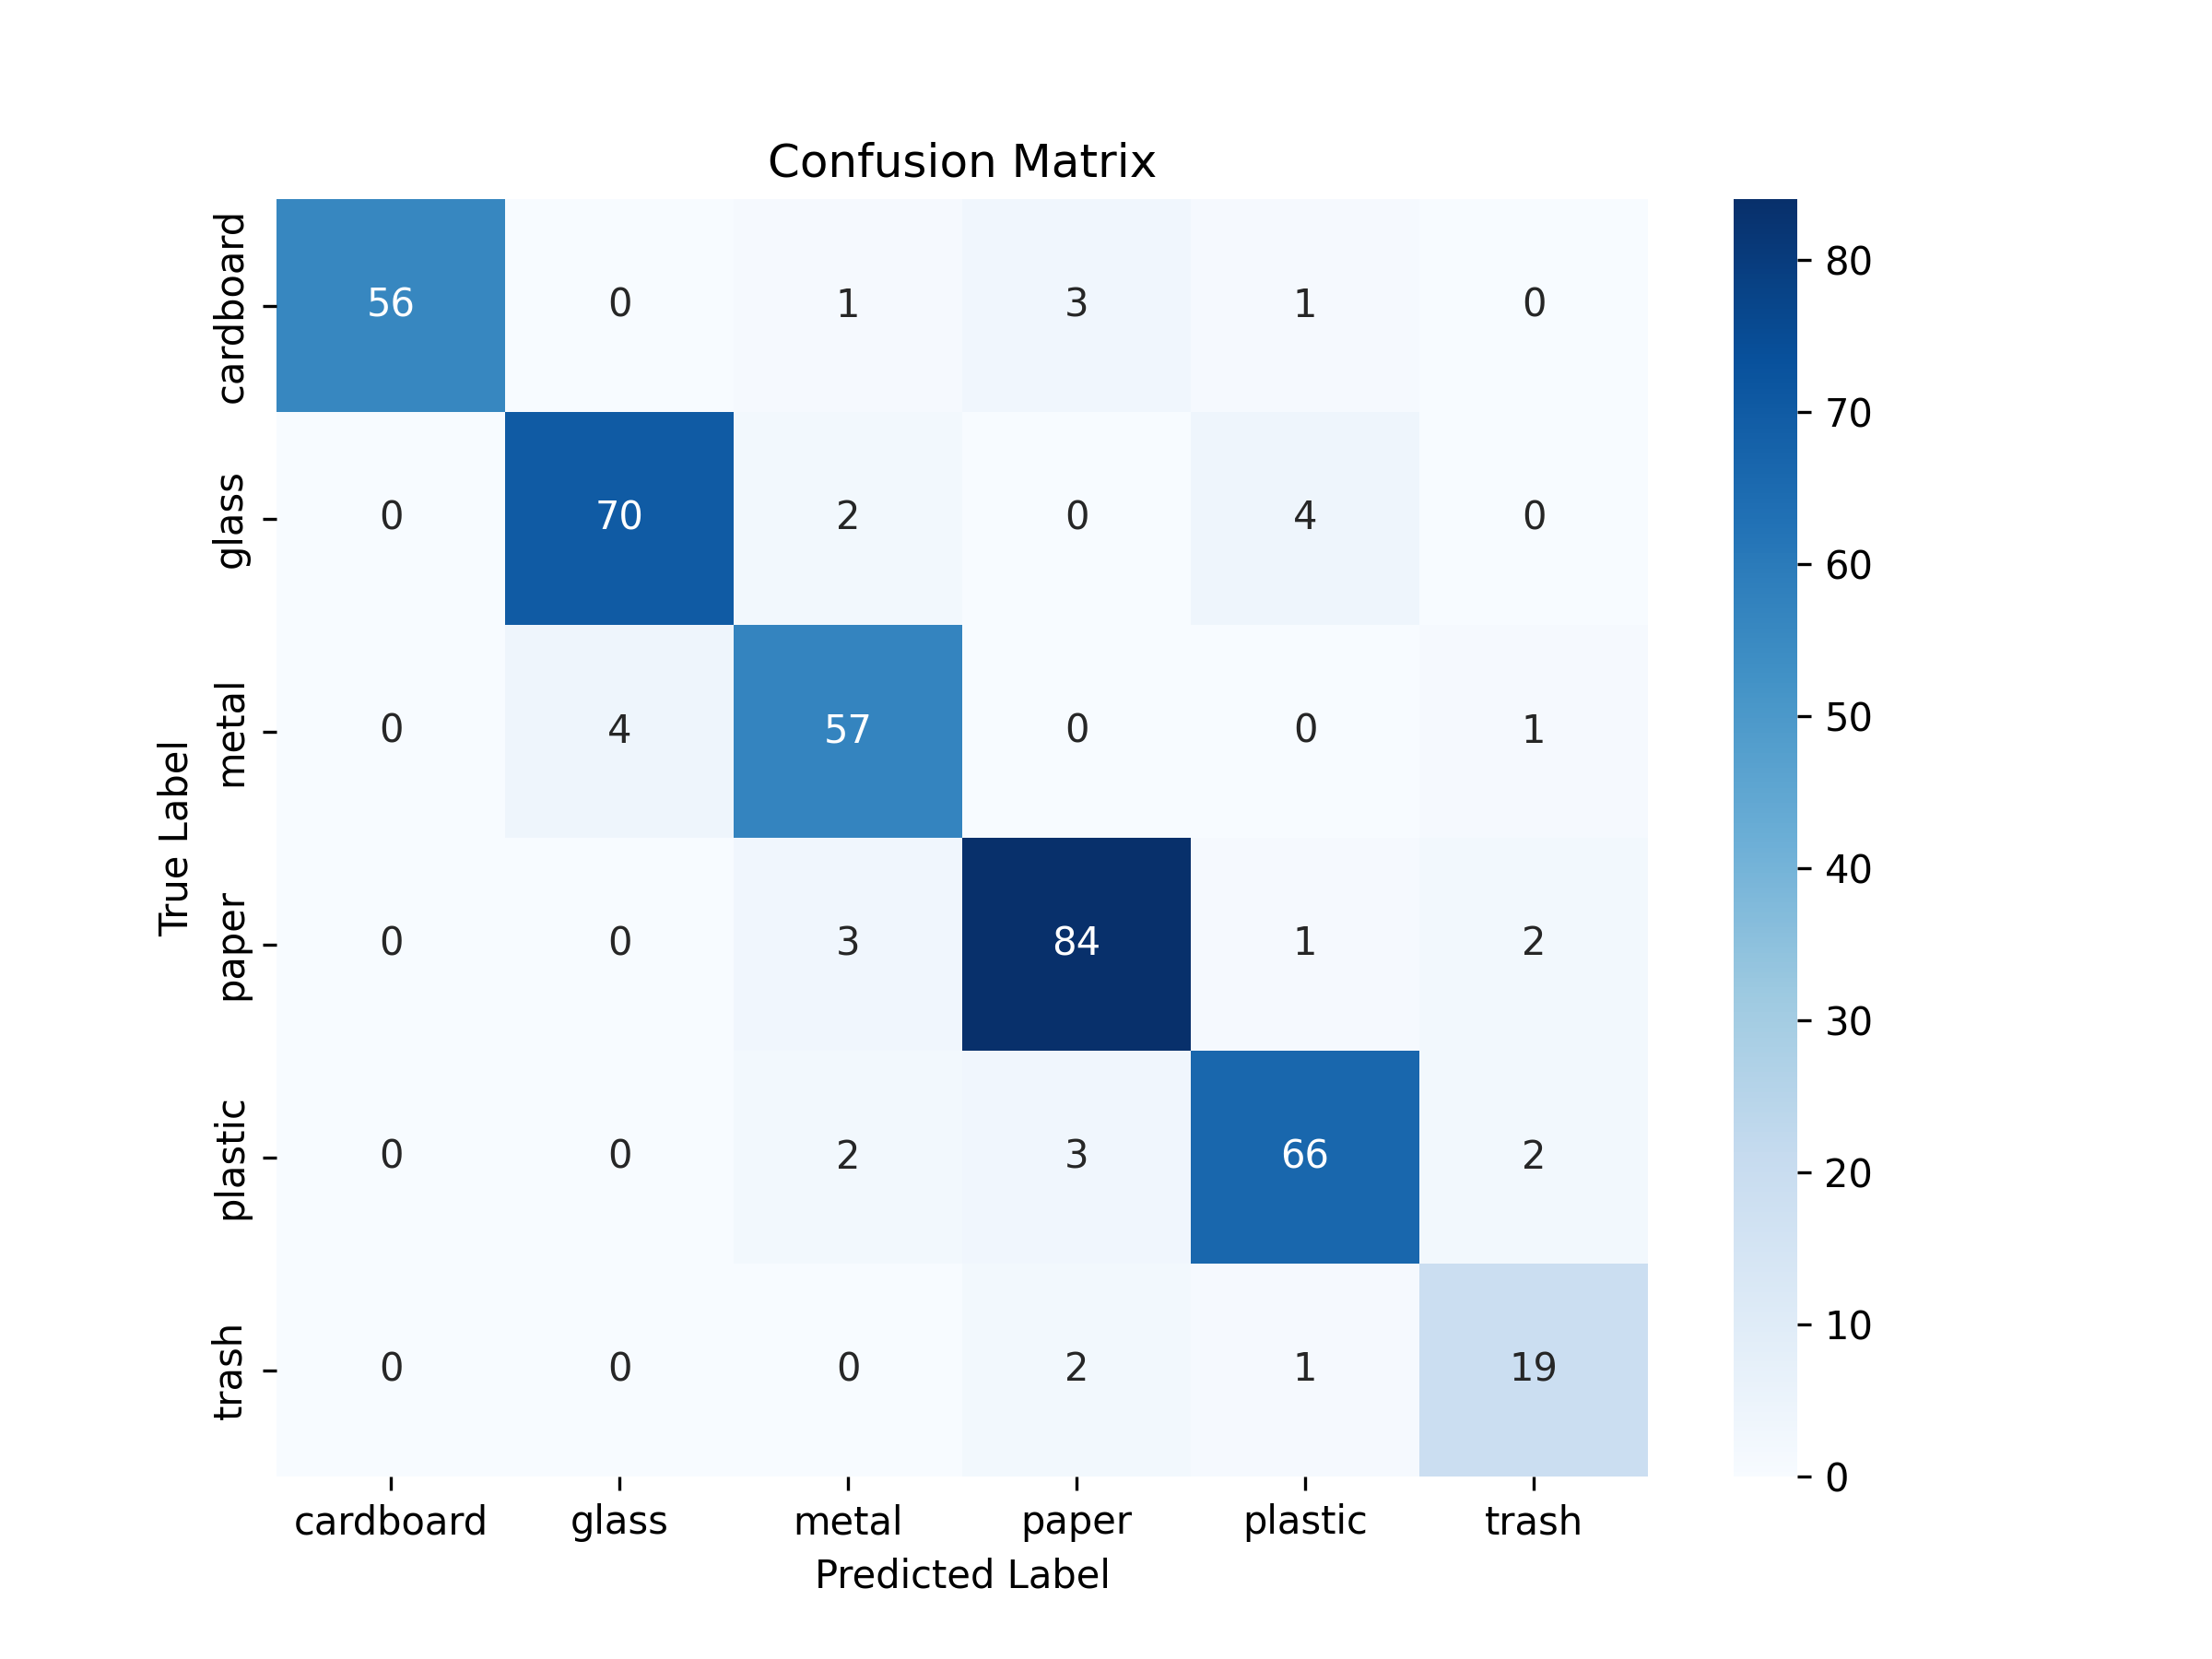 Confusion Matrix
cardboard 56 0 1 3 1 0
glass 0 70 2 0 4 0
metal 0 4 57 0 0 1
paper 0 0 3 84 1 2
plastic 0 0 2 3 66 2
trash 0 0 0 2 1 19
cardboard glass metal paper plastic trash
Predicted Label
True Label
80
70
60
50
40
30
20
10
0